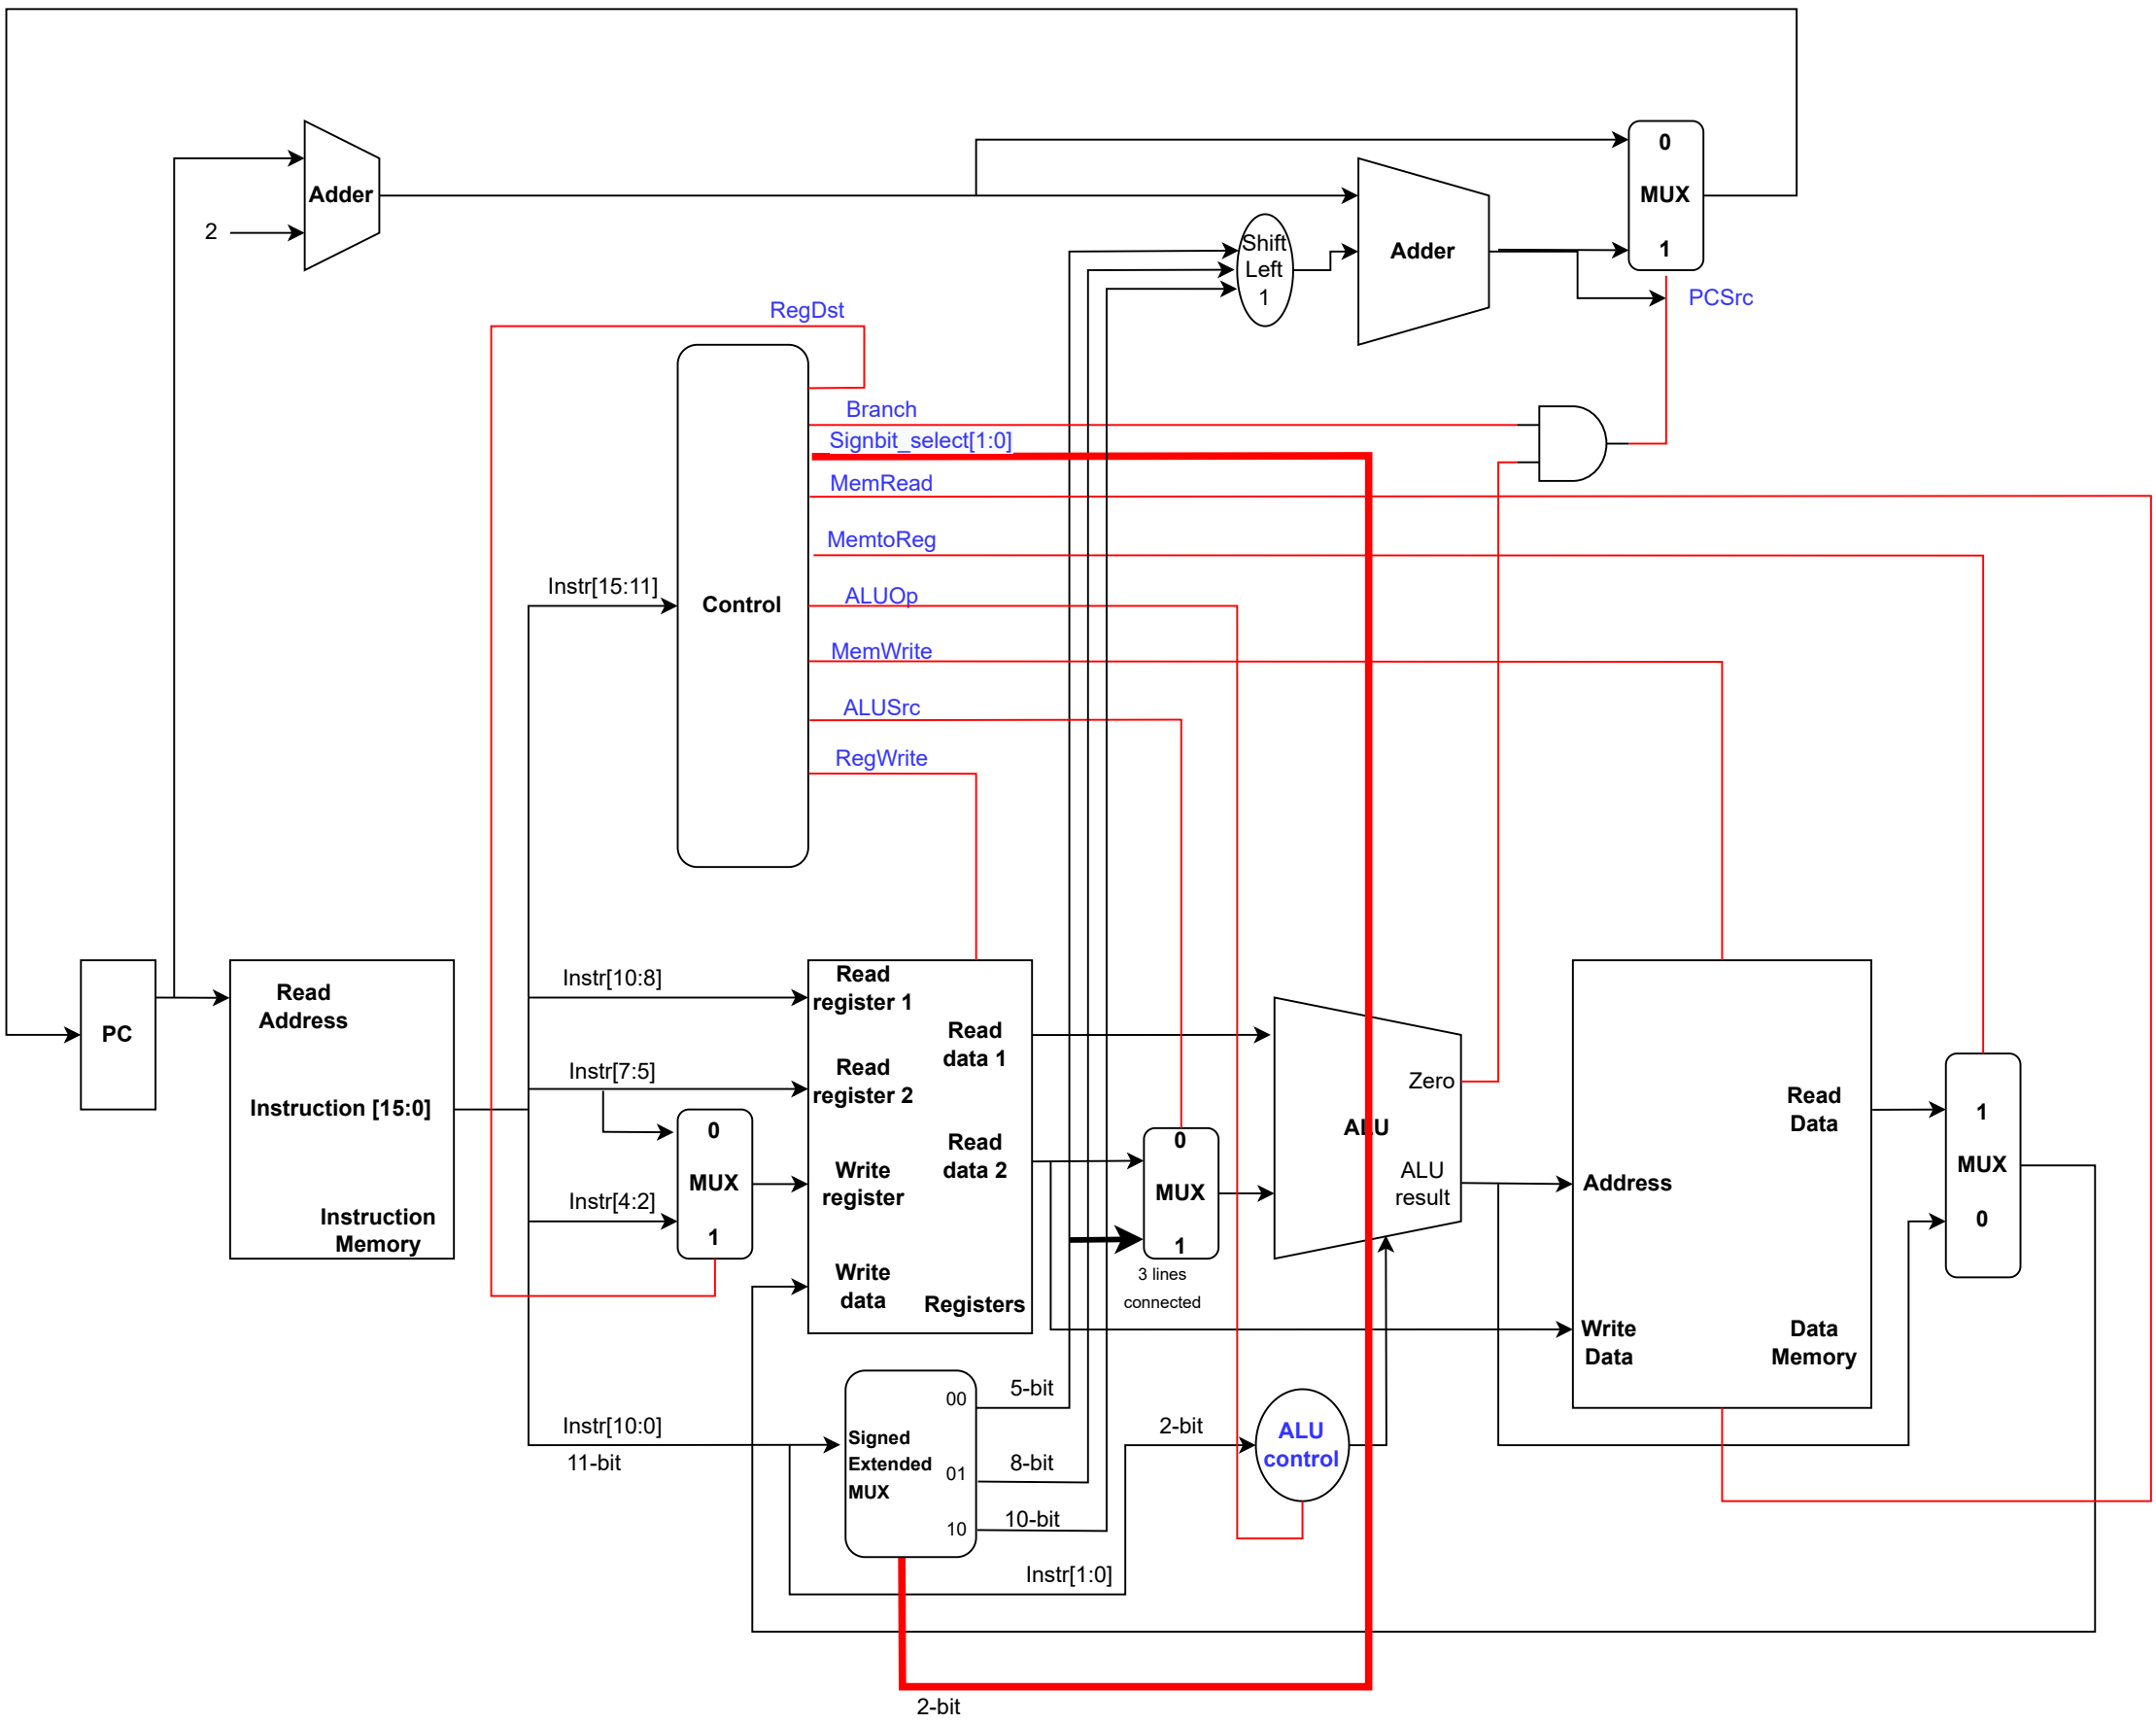 0
MUX
1
Adder
2
Shift
Left
1
Adder
PCSrc
RegDst
Branch
Signbit_select[1:0]
MemRead
MemtoReg
ALUOp
MemWrite
ALUSrc
RegWrite
Instr[15:11]
Control
PC
Read
Address
Instruction [15:0]
Instruction
Memory
Instr[10:8]
Instr[7:5]
Instr[4:2]
0
MUX
1
Read
register 1
Read
register 2
Write
register
Write
data
Read
data 1
Read
data 2
Registers
0
MUX
1
3 lines
connected
Zero
ALU
ALU
result
Address
Write
Data
Read
Data
Data
Memory
1
MUX
0
Instr[10:0]
11-bit
Signed
Extended
MUX
00
01
10
5-bit
8-bit
10-bit
2-bit
ALU
control
Instr[1:0]
2-bit